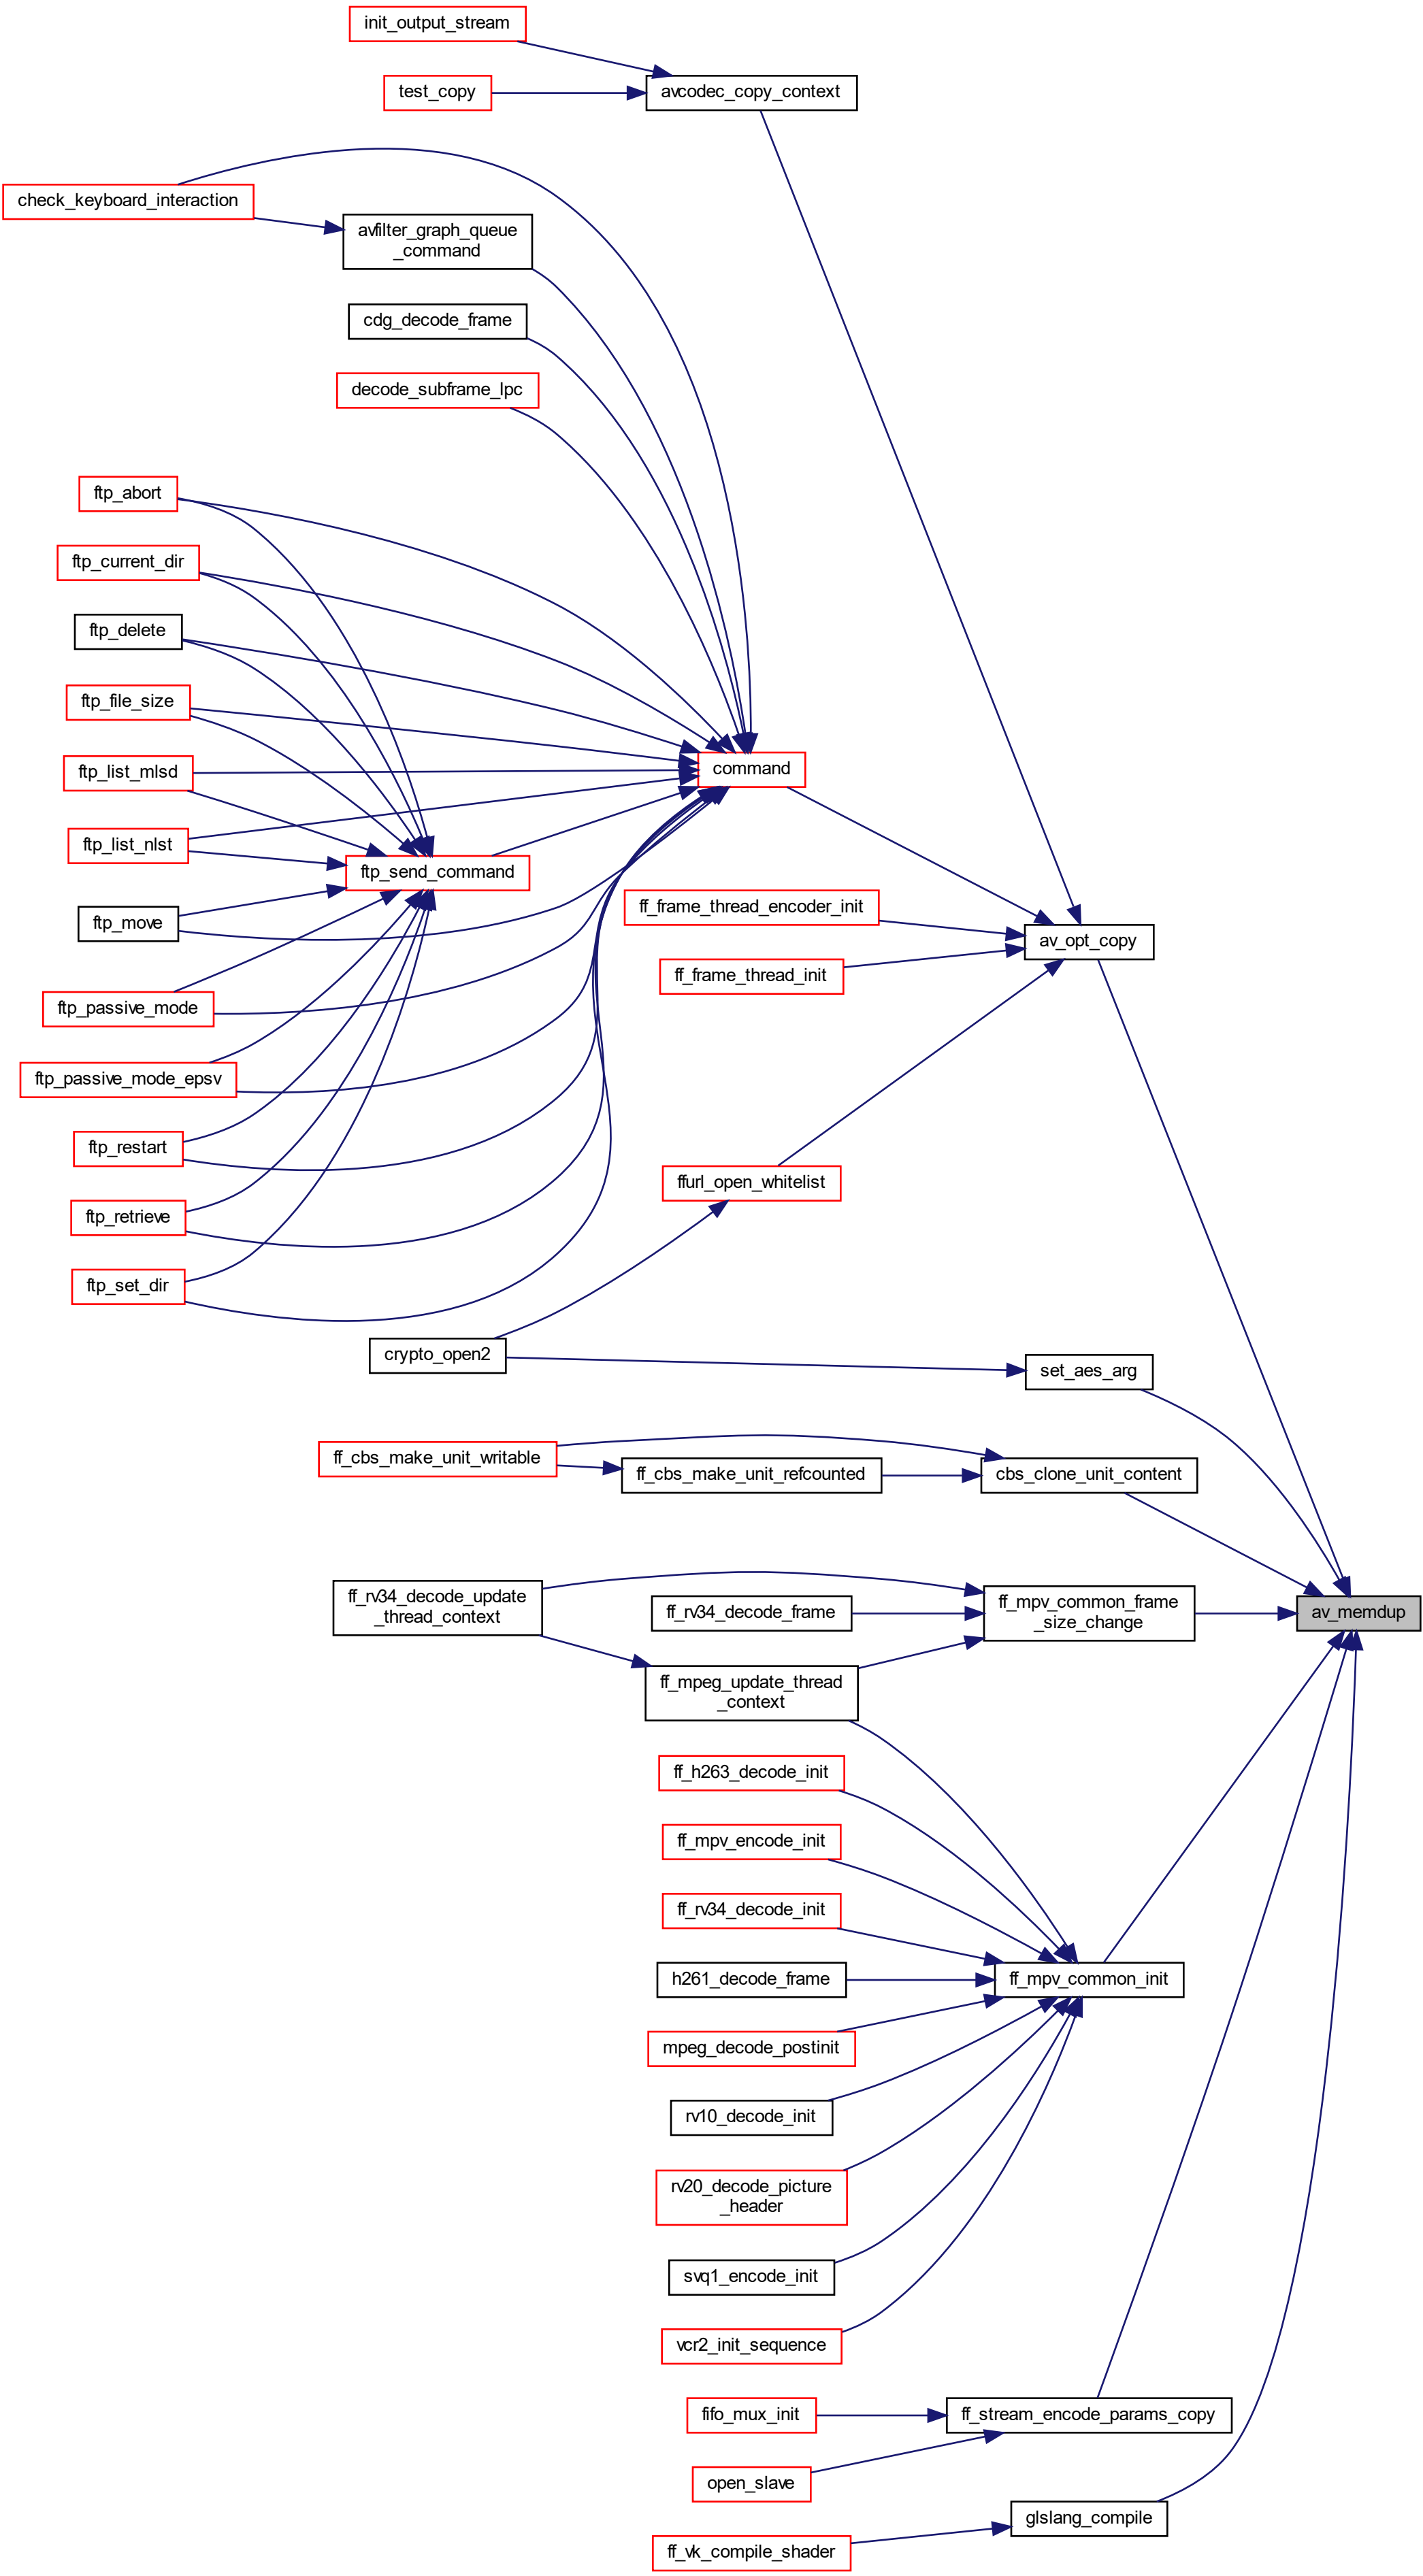 init_output_stream
test_copy
avcodec_copy_context
check_keyboard_interaction
avfilter_graph_queue
_command
cdg_decode_frame
decode_subframe_lpc
ftp_abort
ftp_current_dir
ftp_delete
ftp_file_size
ftp_list_mlsd
command
ftp_list_nlst
ftp_send_command
ftp_move
ff_frame_thread_encoder_init
av_opt_copy
ff_frame_thread_init
ftp_passive_mode
ftp_passive_mode_epsv
ftp_restart
ffurl_open_whitelist
ftp_retrieve
ftp_set_dir
crypto_open2
set_aes_arg
ff_cbs_make_unit_writable
ff_cbs_make_unit_refcounted
cbs_clone_unit_content
ff_rv34_decode_update
_thread_context
ff_rv34_decode_frame
ff_mpv_common_frame
_size_change
av_memdup
ff_mpeg_update_thread
_context
ff_h263_decode_init
ff_mpv_encode_init
ff_rv34_decode_init
h261_decode_frame
ff_mpv_common_init
mpeg_decode_postinit
rv10_decode_init
rv20_decode_picture
_header
svq1_encode_init
vcr2_init_sequence
fifo_mux_init
ff_stream_encode_params_copy
open_slave
glslang_compile
ff_vk_compile_shader